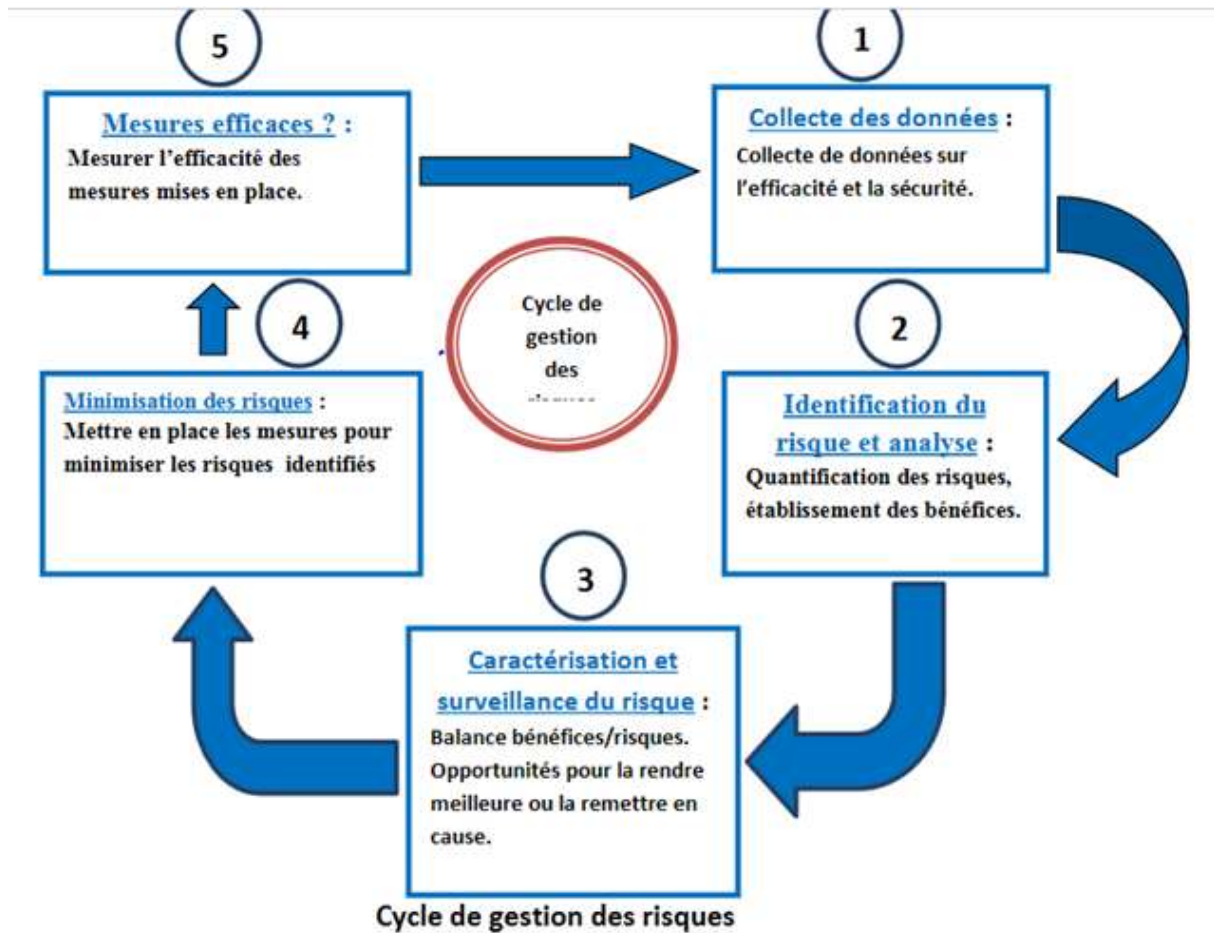 5
Mesures efficaces ? :
Mesurer l'efficacité des
mesures mises en place.
1
Collecte des données :
Collecte de données sur
l'efficacité et la sécurité.
Cycle de
gestion
des
4
Minimisation des risques :
Mettre en place les mesures pour
minimiser les risques identifiés
2
Identification du
risque et analyse :
Quantification des risques,
établissement des bénéfices.
3
Caractérisation et
surveillance du risque :
Balance bénéfices/risques.
Opportunités pour la rendre
meilleure ou la remettre en
cause.
Cycle de gestion des risques